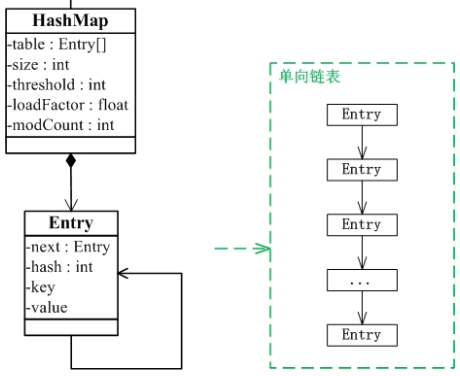 HashMap
-table : Entry[]
-size : int
-threshold : int
-loadFactor : float
-modCount : int
Entry
-next : Entry
-hash : int
-key
-value
单向链表
Entry
Entry
Entry
...
Entry